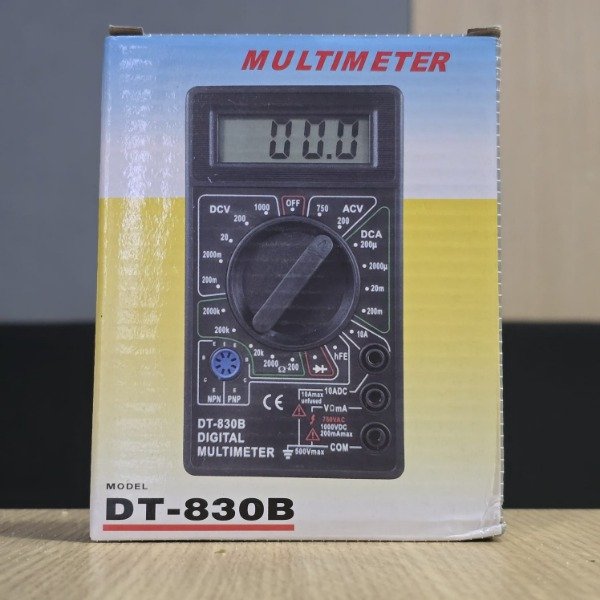 MULTIMETER
00.0
DCV 1000 OFF 750 ACV
200 200 DCA
20 200µ
2000m 2000µ
200m 20m
2000k 200m
200k 10A
20k 2000 Ω 200 hFE
E B C E
B C E
NPN PNP
10ADC
10Amax
unfused
VΩmA
750VAC
1000VDC
200mAmax
COM
500Vmax
CE
DT-830B
DIGITAL
MULTIMETER
MODEL
DT-830B